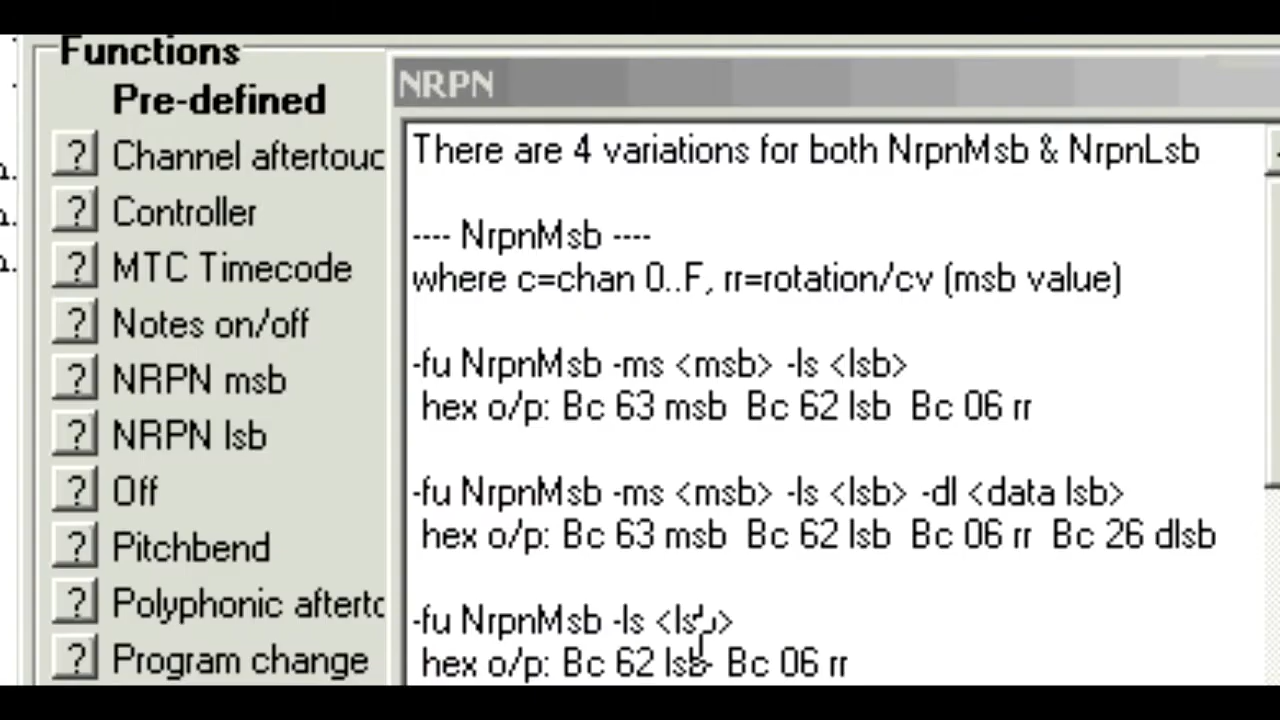 Functions
Pre-defined
? Channel aftertouc
? Controller
? MTC Timecode
? Notes on/off
? NRPN msb
? NRPN lsb
? Off
? Pitchbend
? Polyphonic afterto
? Program change
NRPN
There are 4 variations for both NrpnMsb & NrpnLsb
---- NrpnMsb ----
where c=chan 0..F, rr=rotation/cv (msb value)
-fu NrpnMsb -ms <msb> -ls <lsb>
hex o/p: Bc 63 msb Bc 62 lsb Bc 06 rr
-fu NrpnMsb -ms <msb> -ls <lsb> -dl <data lsb>
hex o/p: Bc 63 msb Bc 62 lsb Bc 06 rr Bc 26 dlsb
-fu NrpnMsb -ls <lsb>
hex o/p: Bc 62 lsb Bc 06 rr